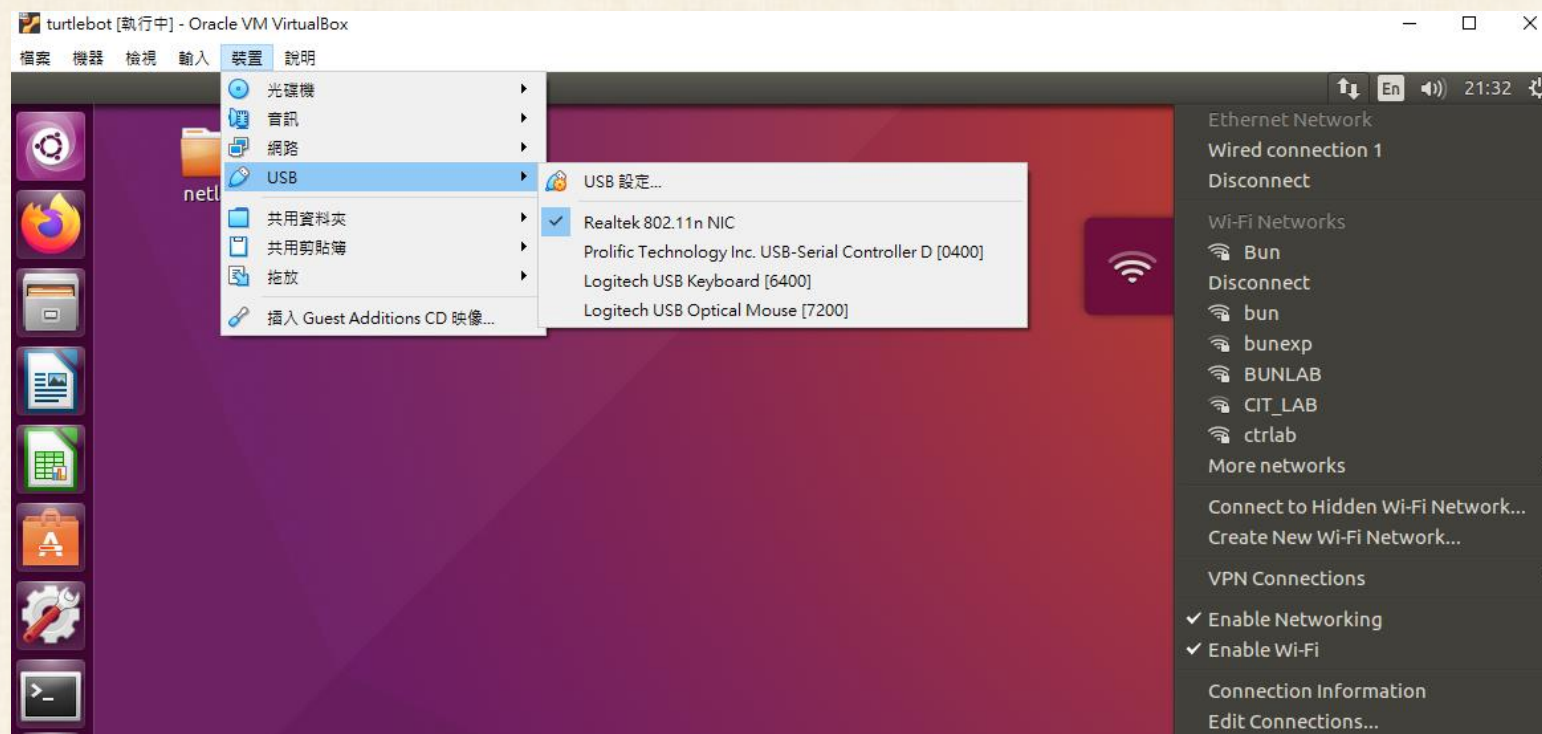 turtlebot [執行中] - Oracle VM VirtualBox
檔案 機器 檢視 輸入 裝置 說明
En 21:32
光碟機
音訊
網路
USB
共用資料夾
共用剪貼簿
拖放
插入 Guest Additions CD 映像...
USB 設定...
Realtek 802.11n NIC
Prolific Technology Inc. USB-Serial Controller D [0400]
Logitech USB Keyboard [6400]
Logitech USB Optical Mouse [7200]
netl
Ethernet Network
Wired connection 1
Disconnect
Wi-Fi Networks
Bun
Disconnect
bun
bunexp
BUNLAB
CIT_LAB
ctrlab
More networks
Connect to Hidden Wi-Fi Network...
Create New Wi-Fi Network...
VPN Connections
Enable Networking
Enable Wi-Fi
Connection Information
Edit Connections...